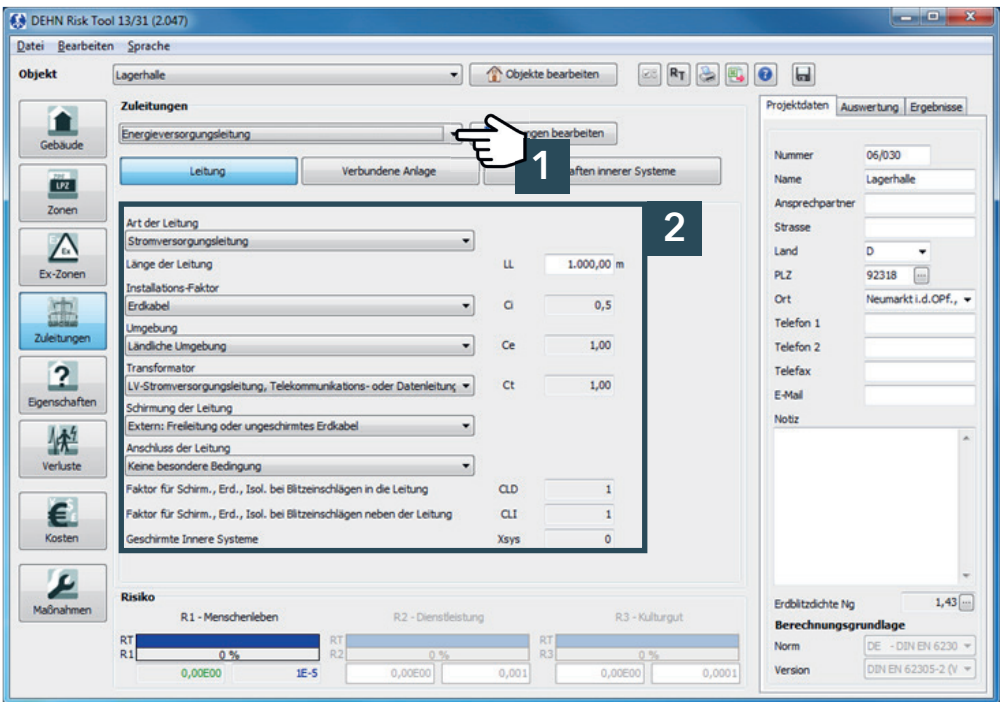 DEHN Risk Tool 13/31 (2.047)
Datei Bearbeiten Sprache
Objekt Lagerhalle Objekte bearbeiten RT
Zuleitungen
Energieversorgungsleitung bearbeiten
1
Leitung Verbundene Anlage innerer Systeme
2
Gebäude
LPZ
Zonen
Ex
Ex-Zonen
Zuleitungen
Eigenschaften
Verluste
Kosten
Maßnahmen
Art der Leitung
Stromversorgungsleitung
Länge der Leitung LL 1.000,00 m
Installations-Faktor
Erdkabel Ci 0,5
Umgebung
Ländliche Umgebung Ce 1,00
Transformator
LV-Stromversorgungsleitung, Telekommunikations- oder Datenleitung Ct 1,00
Schirmung der Leitung
Extern: Freileitung oder ungeschirmtes Erdkabel
Anschluss der Leitung
Keine besondere Bedingung
Faktor für Schirm., Erd., Isol. bei Blitzeinschlägen in die Leitung CLD 1
Faktor für Schirm., Erd., Isol. bei Blitzeinschlägen neben der Leitung CLI 1
Geschirmte Innere Systeme Xsys 0
Risiko
R1 - Menschenleben R2 - Dienstleistung R3 - Kulturgut
RT RT RT
R1 0 % R2 0 % R3 0 %
0,00E00 1E-5 0,00E00 0,001 0,00E00 0,0001
Projektdaten Auswertung Ergebnisse
Nummer 06/030
Name Lagerhalle
Ansprechpartner
Strasse
Land D
PLZ 92318
Ort Neumarkt i.d.OPf.,
Telefon 1
Telefon 2
Telefax
E-Mail
Notiz
Erdblitzdichte Ng 1,43
Berechnungsgrundlage
Norm DE - DIN EN 6230
Version DIN EN 62305-2 (V